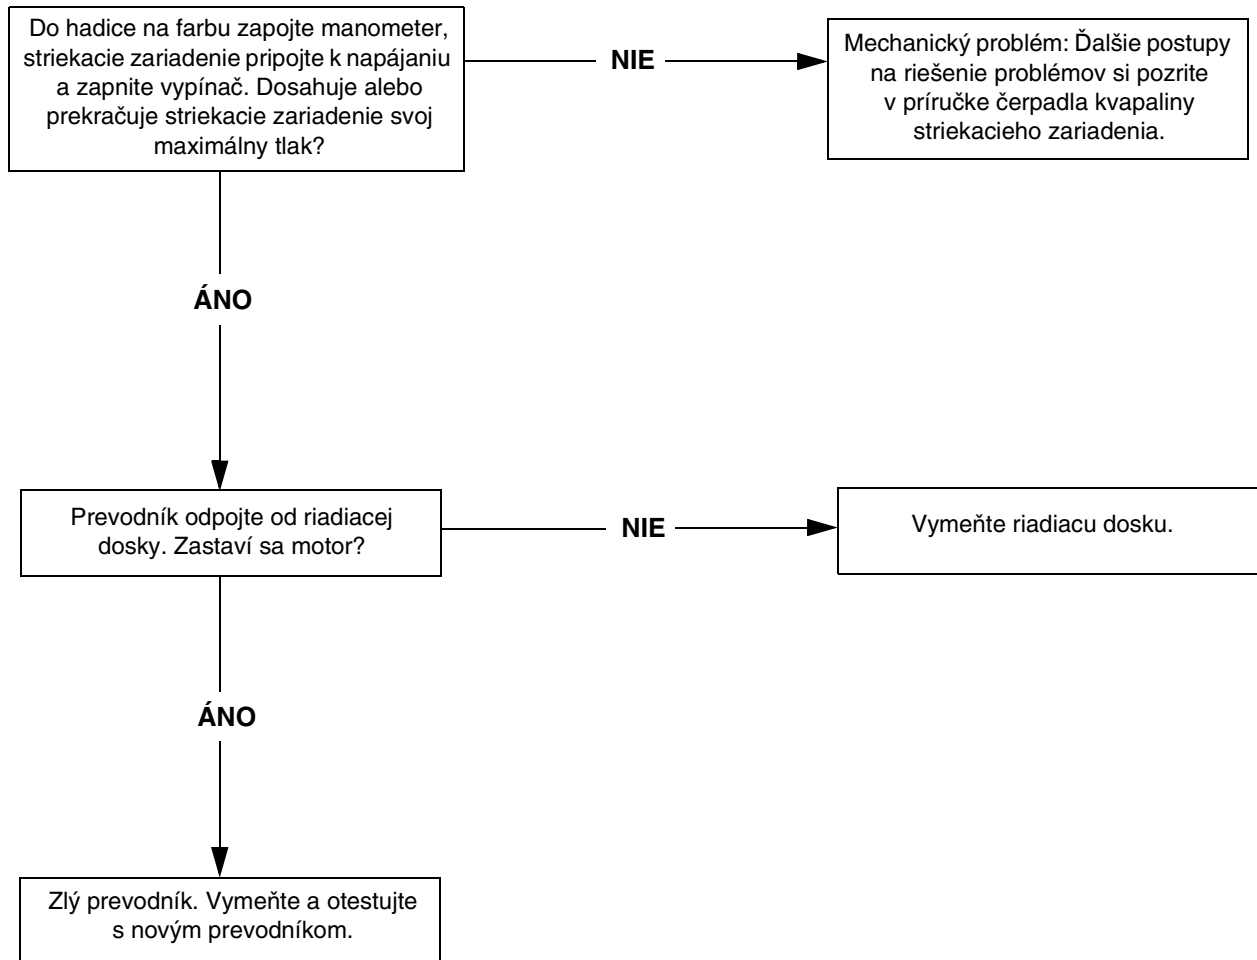 Do hadice na farbu zapojte manometer,
striekacie zariadenie pripojte k napájaniu
a zapnite vypínač. Dosahuje alebo
prekračuje striekacie zariadenie svoj
maximálny tlak?
NIE
Mechanický problém: Ďalšie postupy
na riešenie problémov si pozrite
v príručke čerpadla kvapaliny
striekacieho zariadenia.
ÁNO
Prevodník odpojte od riadiacej
dosky. Zastaví sa motor?
NIE
Vymeňte riadiacu dosku.
ÁNO
Zlý prevodník. Vymeňte a otestujte
s novým prevodníkom.